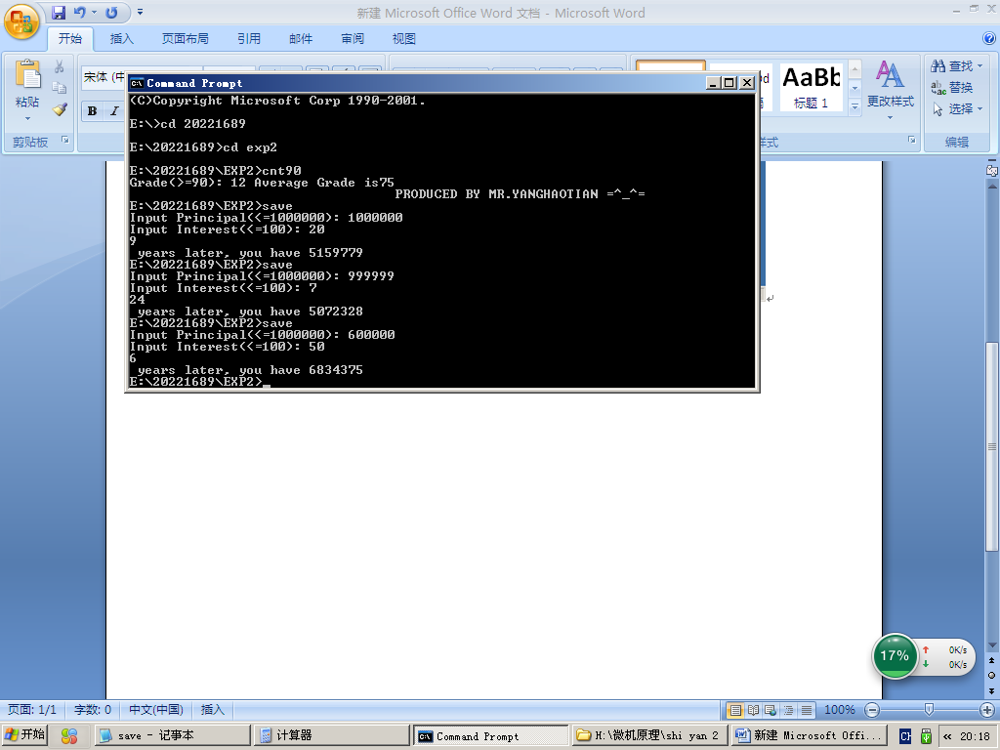 新建 Microsoft Office Word 文档 - Microsoft Word
开始 插入 页面布局 引用 邮件 审阅 视图
粘贴
剪贴板
宋体 (中
B I
AaBb
标题 1
更改样式
样式
查找
替换
选择
编辑
Command Prompt
(C)Copyright Microsoft Corp 1990-2001.
E:\>cd 20221689
E:\20221689>cd exp2
E:\20221689\EXP2>cnt90
Grade(>=90): 12 Average Grade is75
PRODUCED BY MR.YANGHAOTIAN =^_^=
E:\20221689\EXP2>save
Input Principal(<=1000000): 1000000
Input Interest(<=100): 20
9
years later, you have 5159779
E:\20221689\EXP2>save
Input Principal(<=1000000): 999999
Input Interest(<=100): 7
24
years later, you have 5072328
E:\20221689\EXP2>save
Input Principal(<=1000000): 600000
Input Interest(<=100): 50
6
years later, you have 6834375
E:\20221689\EXP2>_
17%
0K/s
0K/s
页面: 1/1 字数: 0 中文(中国) 插入 100%
开始 save - 记事本 计算器 Command Prompt H:\微机原理\shi yan 2 新建 Microsoft Offi... CH « 20:18